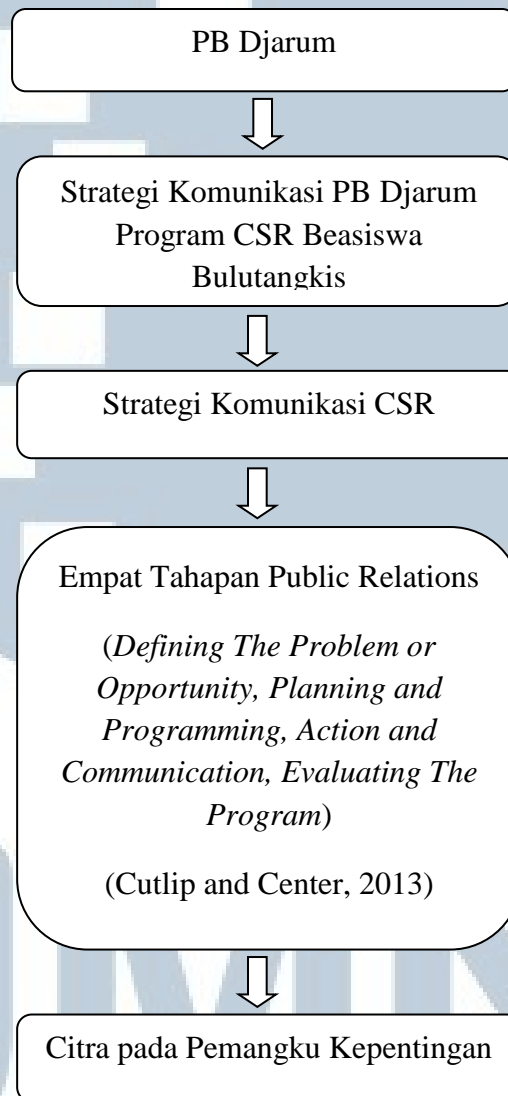 PB Djarum
Strategi Komunikasi PB Djarum
Program CSR Beasiswa
Bulutangkis
Strategi Komunikasi CSR
Empat Tahapan Public Relations
(Defining The Problem or
Opportunity, Planning and
Programming, Action and
Communication, Evaluating The
Program)
(Cutlip and Center, 2013)
Citra pada Pemangku Kepentingan